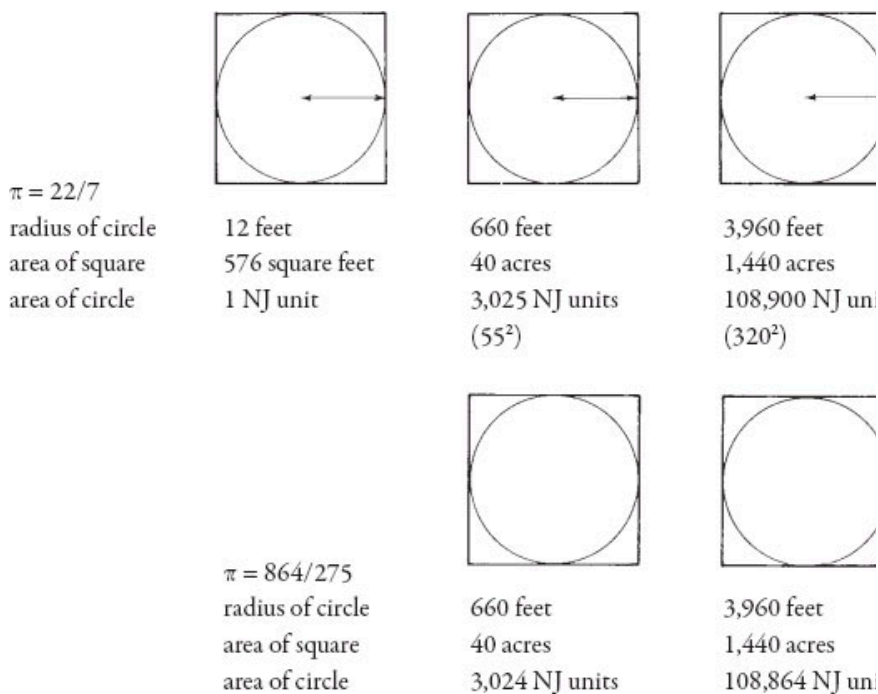 π = 22/7
radius of circle 12 feet 660 feet 3,960 feet
area of square 576 square feet 40 acres 1,440 acres
area of circle 1 NJ unit 3,025 NJ units 108,900 NJ uni
(55²) (320²)
π = 864/275
radius of circle 660 feet 3,960 feet
area of square 40 acres 1,440 acres
area of circle 3,024 NJ units 108,864 NJ uni